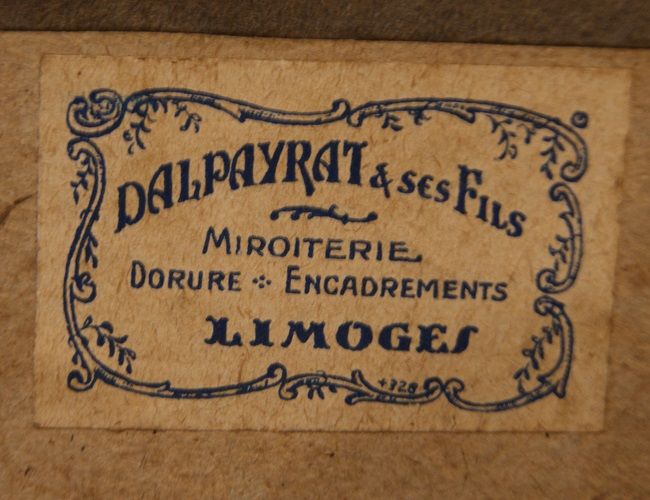 DALPAYRAT & SES FILS
MIROITERIE
DORURE ENCADREMENTS
LIMOGES